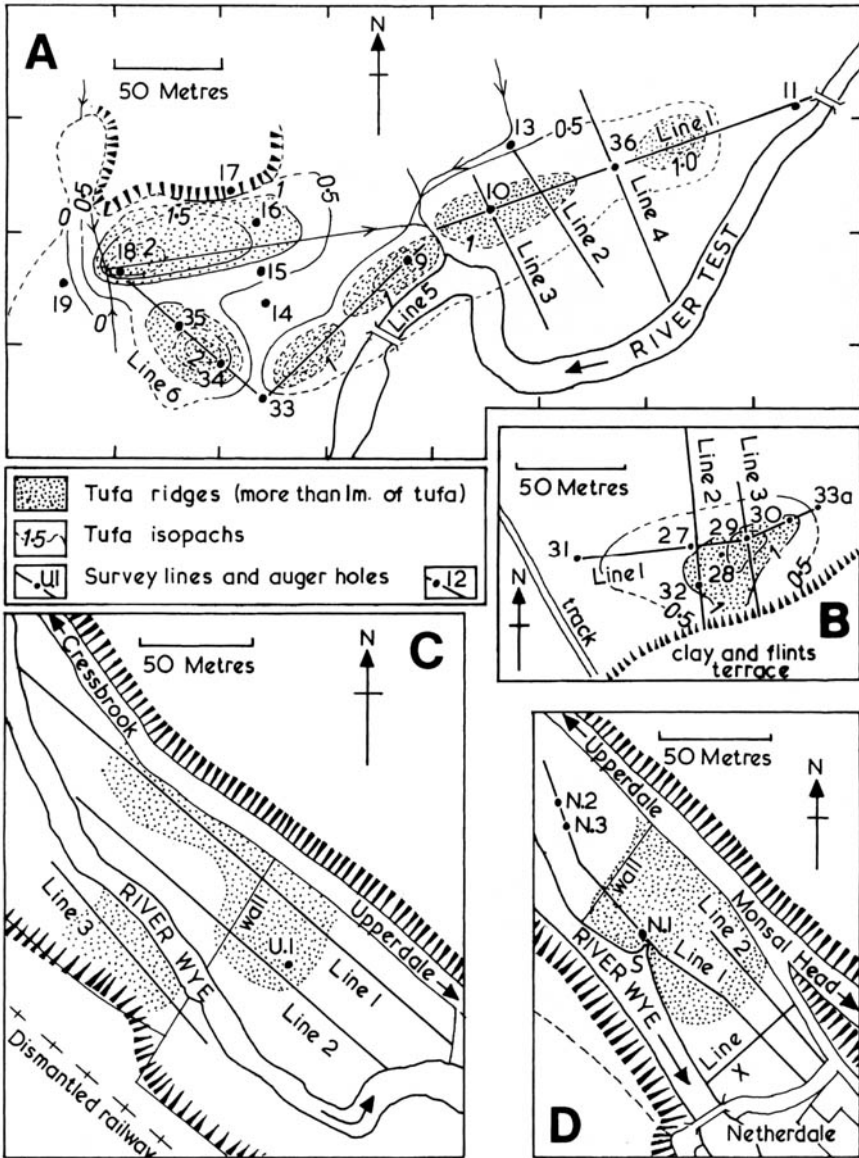 A
N
50 Metres
11
13
0·5
36
Line 1
1·0
17
1
0·5
0
0·5
1·5
16
10
Line 2
1
Line 4
18
2
9
15
Line 3
19
0
14
1
Line 5
35
RIVER TEST
2
1
34
Line 6
33
Tufa ridges (more than 1m. of tufa)
1·5
Tufa isopachs
U.1
Survey lines and auger holes
12
50 Metres
Line 2
Line 3
33a
30
31
27
29
1
Line 1
28
0·5
32
1
0·5
N
track
B
clay and flints
terrace
C
N
50 Metres
Cressbrook
wall
Upperdale
Line 3
RIVER WYE
U.1
Line 1
Line 2
Dismantled railway
50 Metres
N
Upperdale
N.2
N.3
wall
Monsal Head
Line 2
N.1
S
Line 1
RIVER WYE
Line X
D
Netherdale